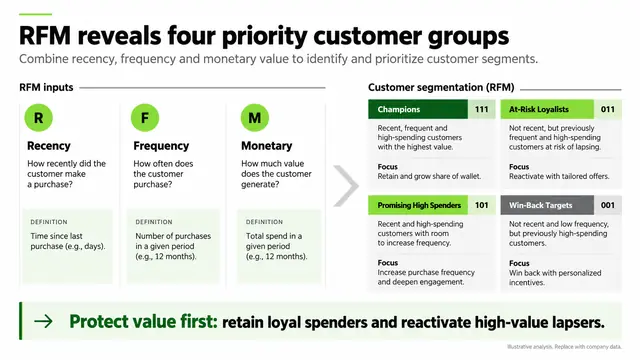 RFM reveals four priority customer groups
Combine recency, frequency and monetary value to identify and prioritize customer segments.
RFM inputs
R
Recency
How recently did the
customer make
a purchase?
DEFINITION
Time since last
purchase (e.g., days).
F
Frequency
How often does
the customer
purchase?
DEFINITION
Number of purchases
in a given period
(e.g., 12 months).
M
Monetary
How much value
does the customer
generate?
DEFINITION
Total spend in a
given period
(e.g., 12 months).
Customer segmentation (RFM)
Champions 111
Recent, frequent and
high-spending customers
with the highest value.
Focus
Retain and grow share of wallet.
At-Risk Loyalists 011
Not recent, but previously
frequent and high-spending
customers at risk of lapsing.
Focus
Reactivate with tailored offers.
Promising High Spenders 101
Recent and high-spending
customers with room
to increase frequency.
Focus
Increase purchase frequency
and deepen engagement.
Win-Back Targets 001
Not recent and low frequency,
but previously high-spending
customers.
Focus
Win back with personalized
incentives.
→ Protect value first: retain loyal spenders and reactivate high-value lapsers.
Illustrative analysis. Replace with company data.